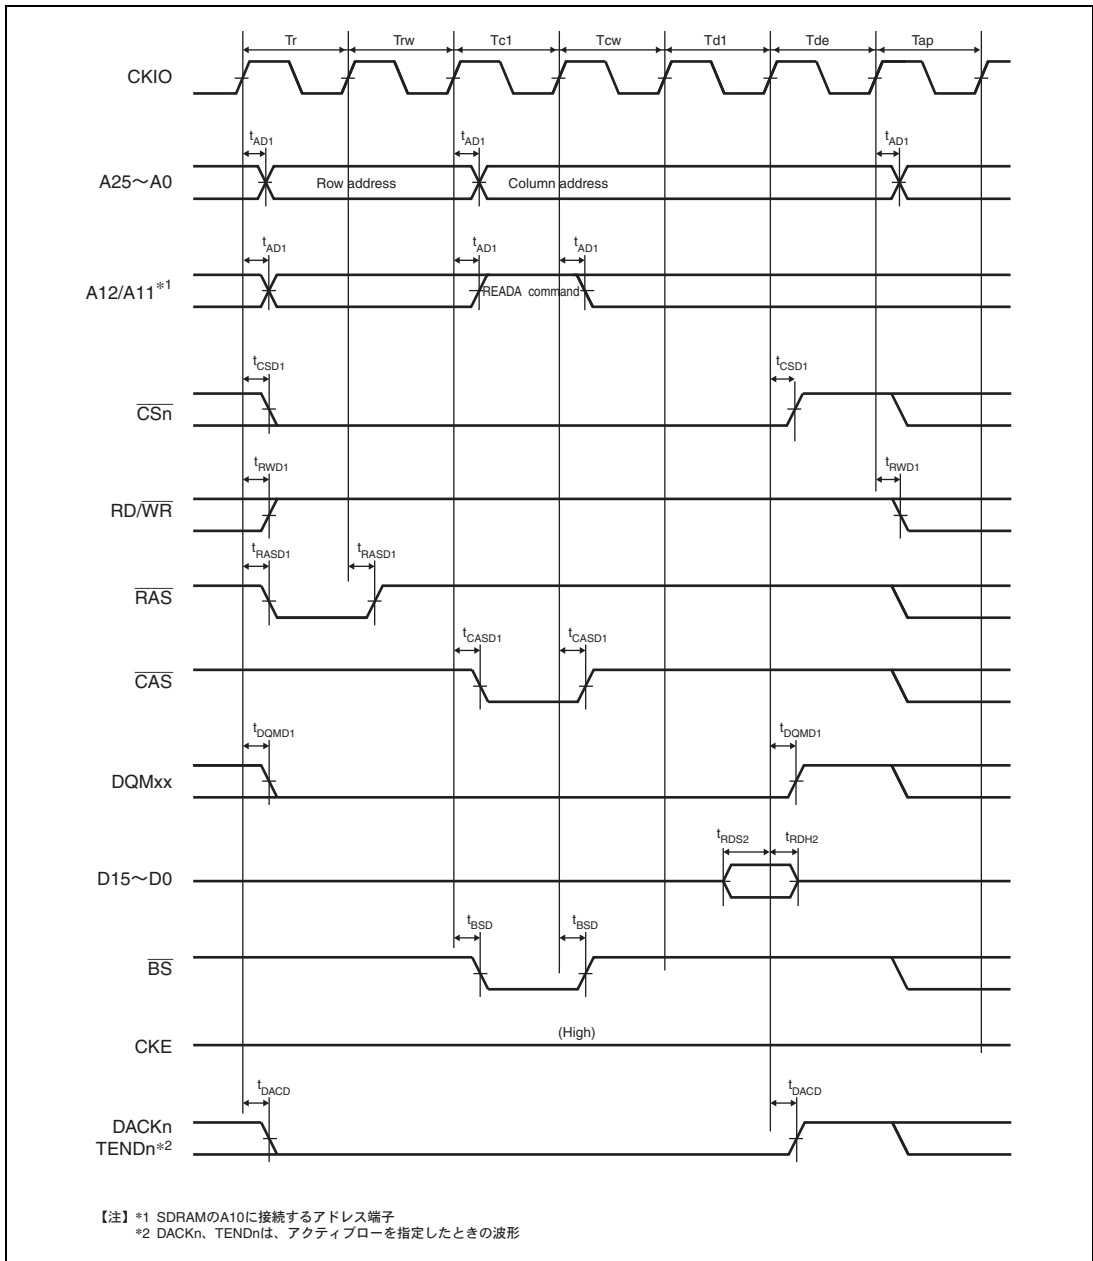 Tr Trw Tc1 Tcw Td1 Tde Tap
CKIO
tAD1 tAD1 tAD1
A25～A0 Row address Column address
tAD1 tAD1 tAD1
A12/A11*1 READA command
tCSD1 tCSD1
CSn
tRWD1 tRWD1
RD/WR
tRASD1 tRASD1
RAS
tCASD1 tCASD1
CAS
tDQMD1 tDQMD1
DQMxx
tRDS2 tRDH2
D15～D0
tBSD tBSD
BS
(High)
CKE
tDACD tDACD
DACKn
TENDn*2
【注】*1 SDRAMのA10に接続するアドレス端子
*2 DACKn、TENDnは、アクティブローを指定したときの波形